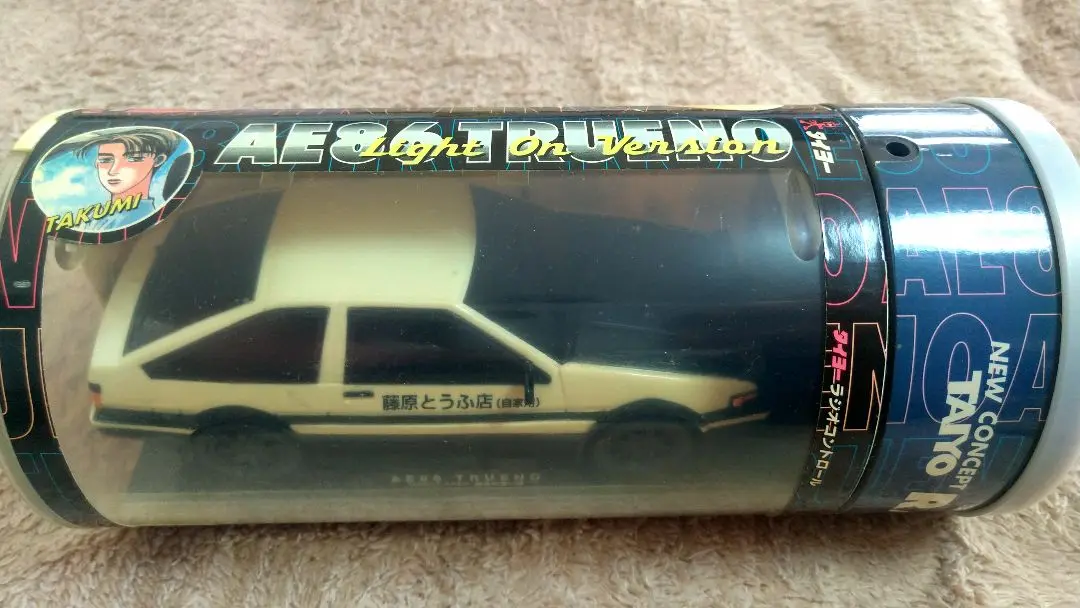 AE86 TRUENO
Light On Version
TAKUMI
タイヨー
藤原とうふ店(自家用)
AE86 TRUENO
タイヨーラジオコントロール
NEW CONCEPT
TAIYO R